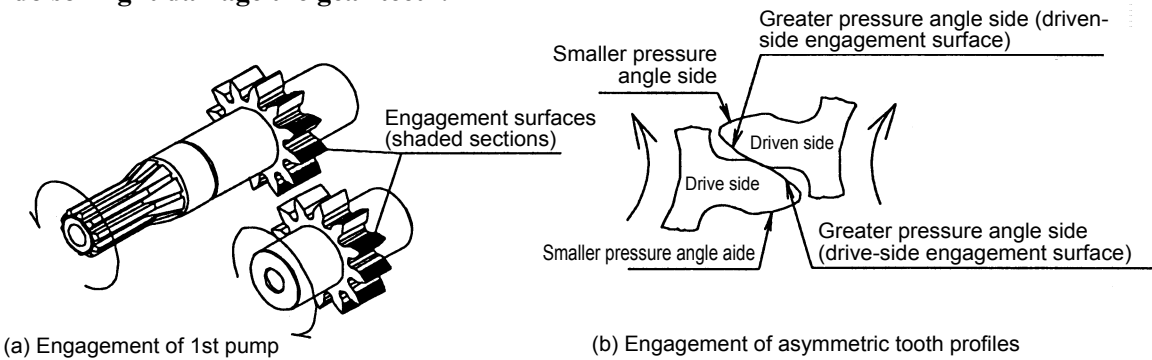 Greater pressure angle side (driven-
side engagement surface)
Smaller pressure
angle side
Engagement surfaces
(shaded sections)
Driven side
Drive side
Greater pressure angle side
(drive-side engagement surface)
Smaller pressure angle aide
(a) Engagement of 1st pump
(b) Engagement of asymmetric tooth profiles